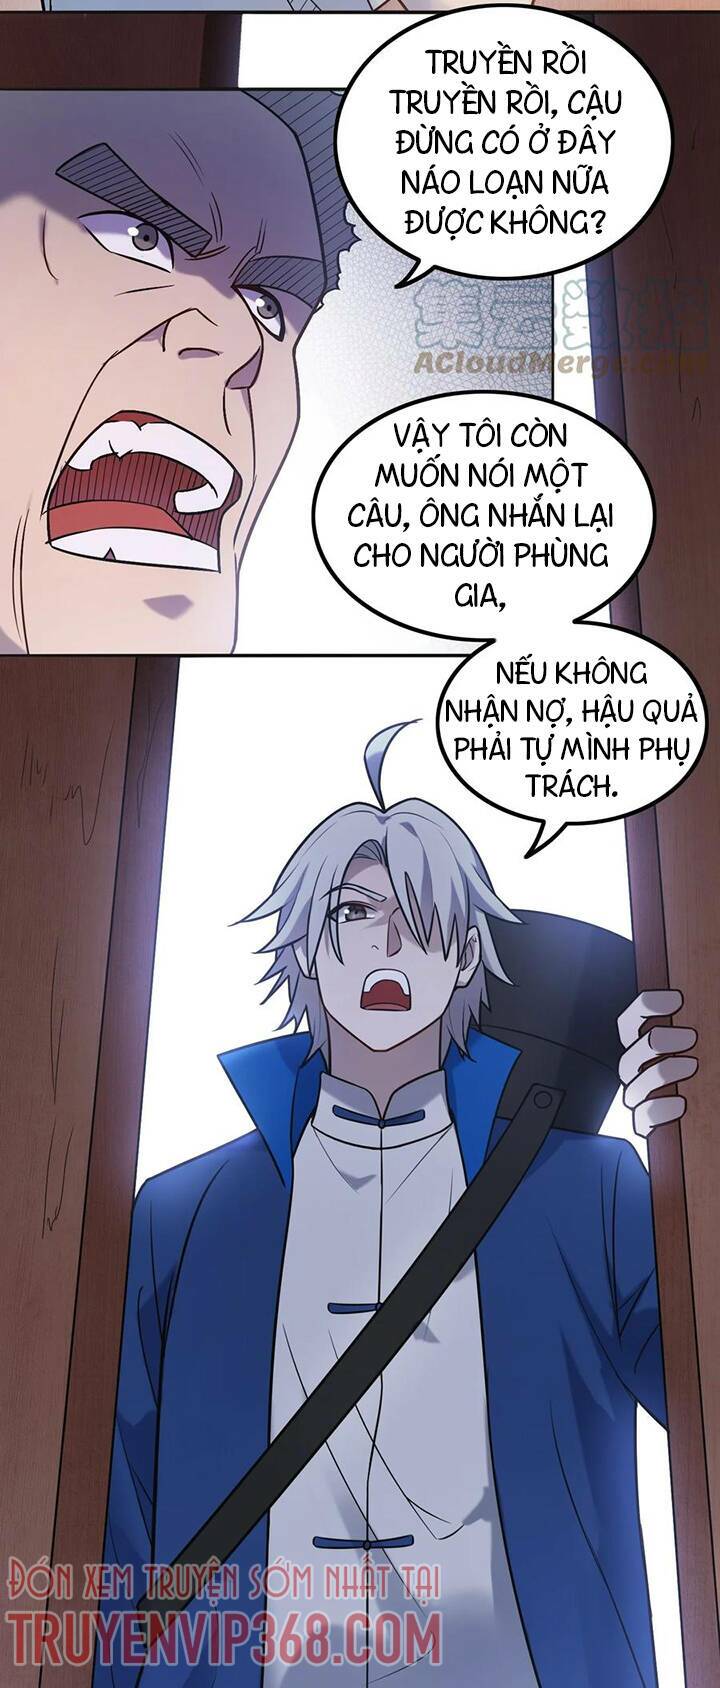 TRUYỀN RỒI
TRUYỀN RỒI, CẬU
ĐỪNG CÓ Ở ĐÂY
NÁO LOẠN NỮA
ĐƯỢC KHÔNG?
ACloudMerge.com
VẬY TÔI CÒN
MUỐN NÓI MỘT
CÂU, ÔNG NHẮN LẠI
CHO NGƯỜI PHÙNG
GIA,
NẾU KHÔNG
NHẬN NỢ, HẬU QUẢ
PHẢI TỰ MÌNH PHỤ
TRÁCH.
ĐÓN XEM TRUYỆN SỚM NHẤT TẠI
TRUYENVIP368.COM